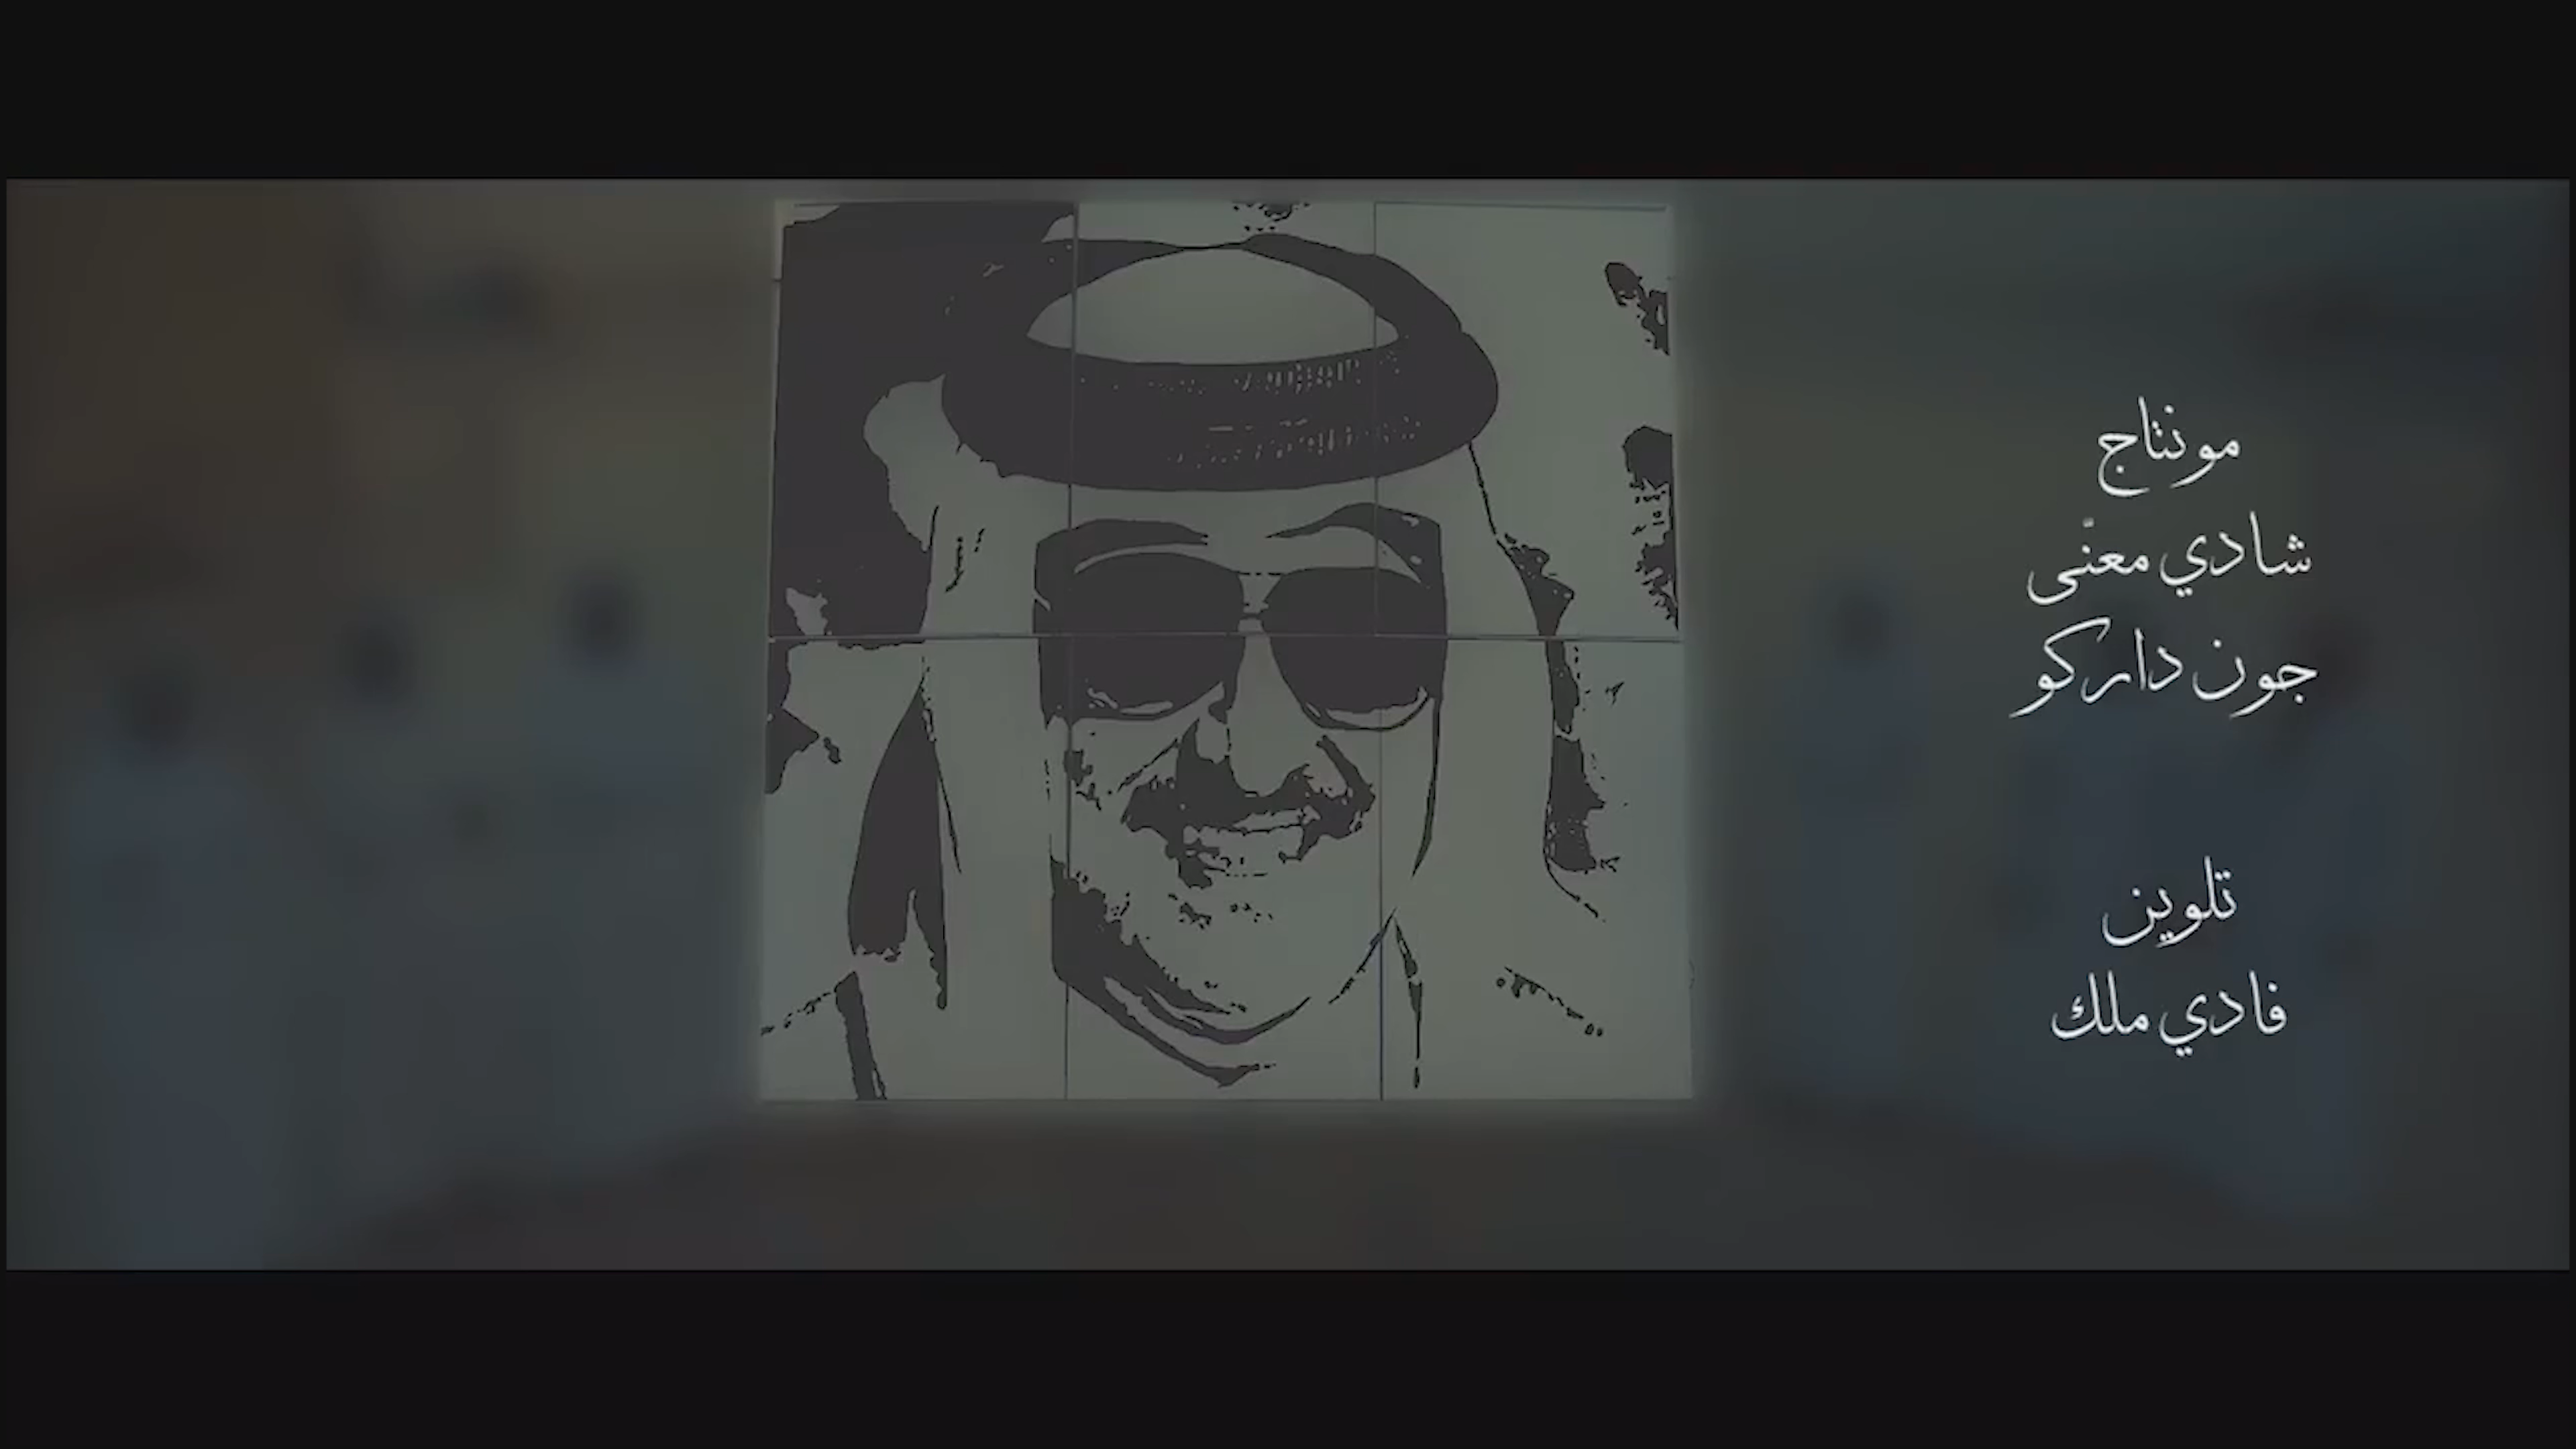 مونتاج
شادي معنّى
جون داركو
تلوين
فادي ملك